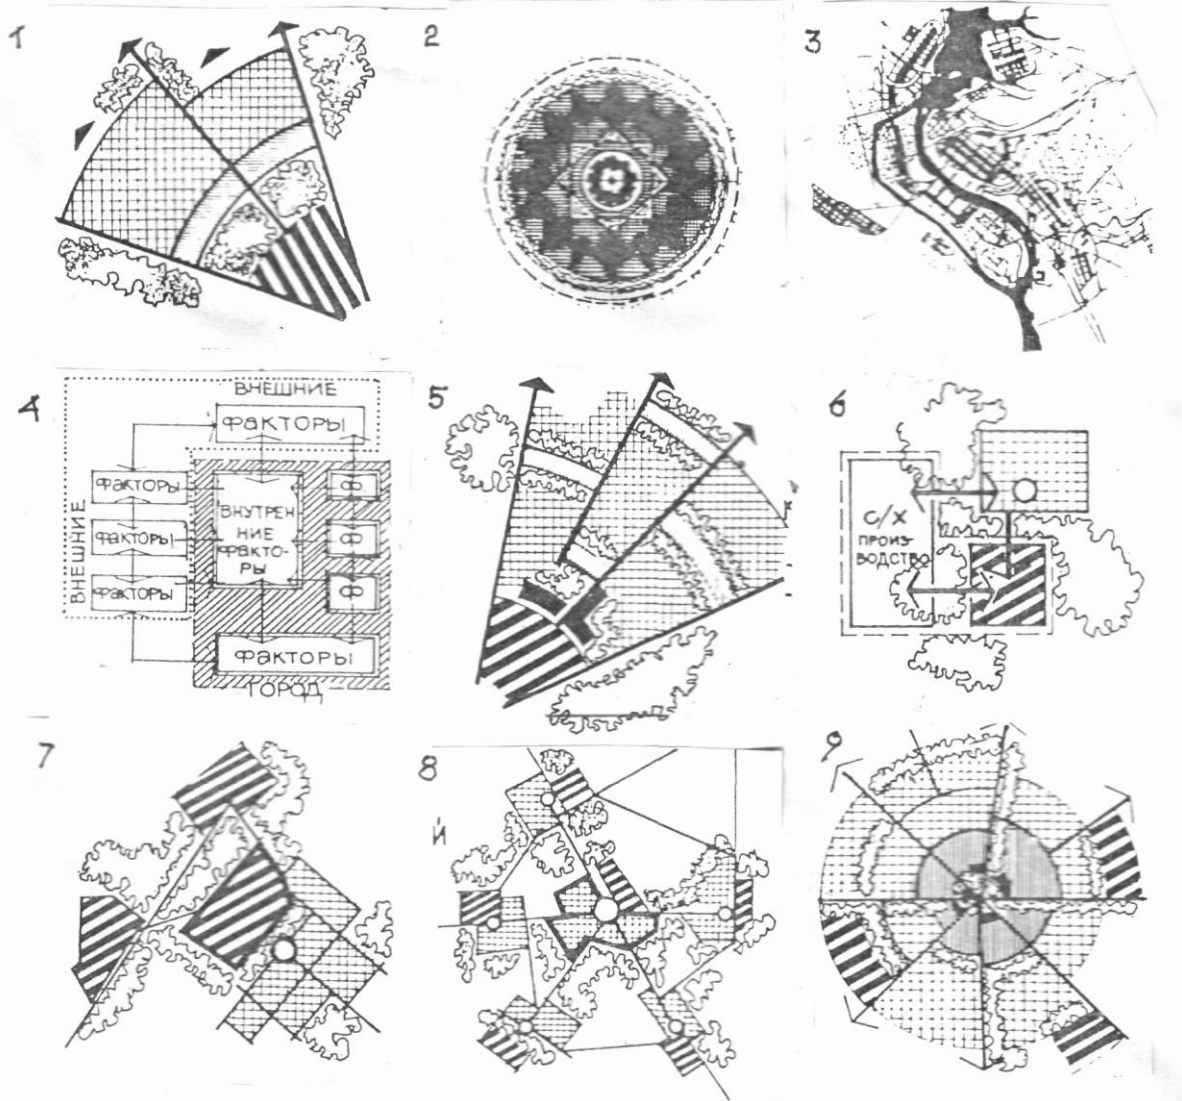 1
2
3
4
ВНЕШНИЕ
ФАКТОРЫ
ВНЕШНИЕ
ФАКТОРЫ
ФАКТОРЫ
ФАКТОРЫ
ВНУТРЕН
НИЕ
ФАКТО-
РЫ
Ф
Ф
Ф
ФАКТОРЫ
ГОРОД
5
6
С/Х
ПРОИЗ-
ВОДСТВО
7
8
Й
9